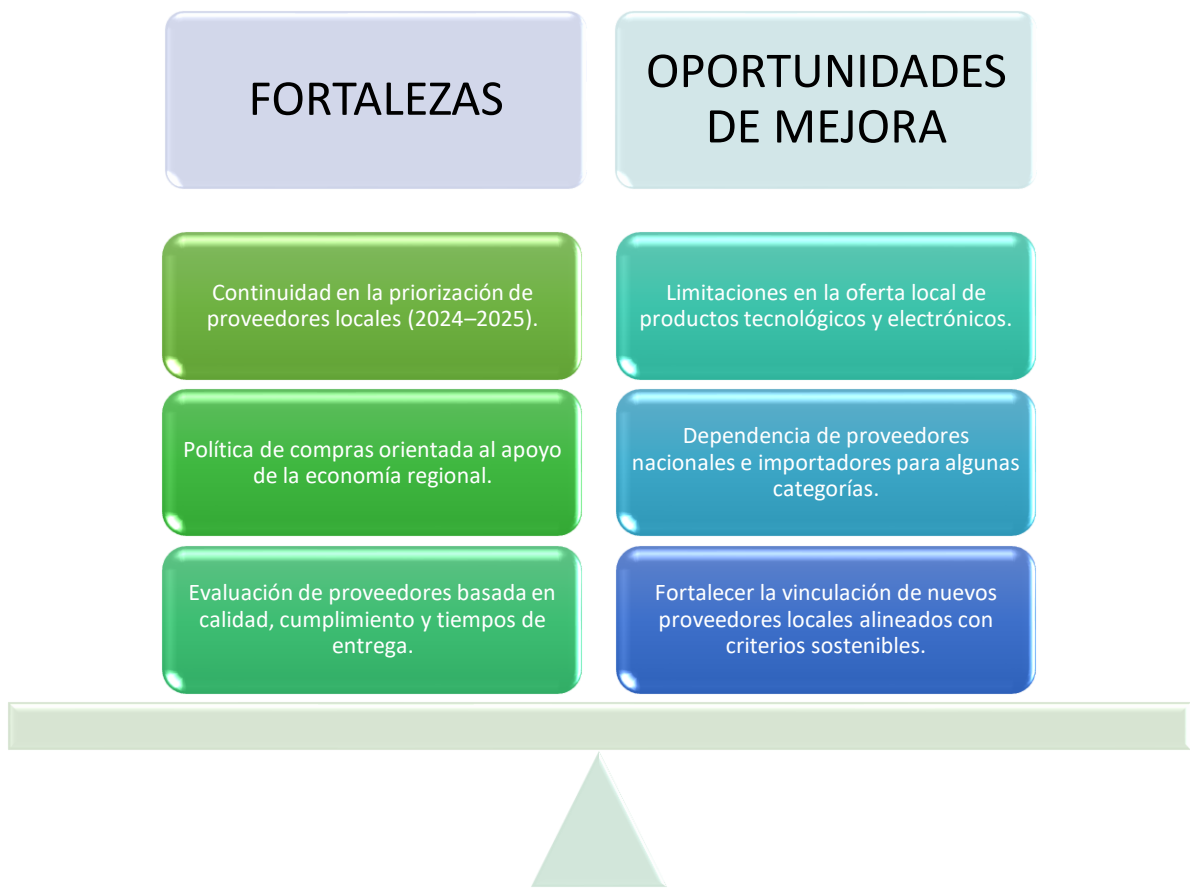 FORTALEZAS
OPORTUNIDADES
DE MEJORA
Continuidad en la priorización de
proveedores locales (2024–2025).
Política de compras orientada al apoyo
de la economía regional.
Evaluación de proveedores basada en
calidad, cumplimiento y tiempos de
entrega.
Limitaciones en la oferta local de
productos tecnológicos y electrónicos.
Dependencia de proveedores
nacionales e importadores para algunas
categorías.
Fortalecer la vinculación de nuevos
proveedores locales alineados con
criterios sostenibles.